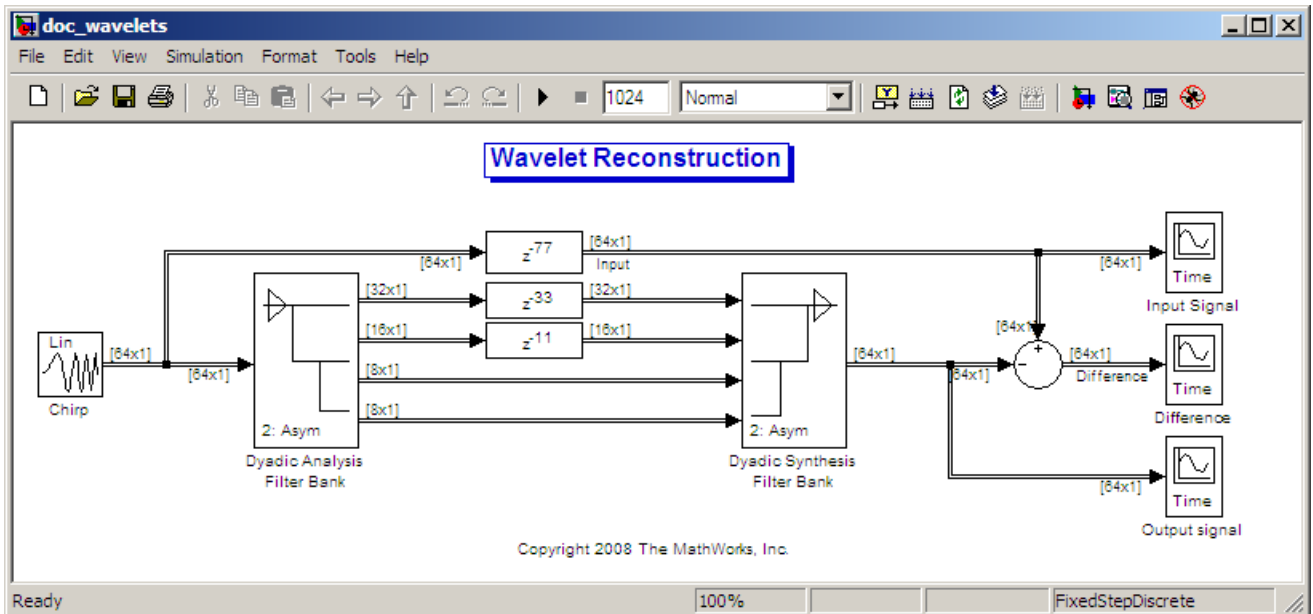 doc_wavelets
File Edit View Simulation Format Tools Help
1024 Normal
Wavelet Reconstruction
[64x1] z-77 [64x1] Input [64x1] Time Input Signal
[32x1] z-33 [32x1]
[16x1] z-11 [16x1]
Lin Chirp [64x1] [64x1]
[8x1]
[8x1]
2: Asym
Dyadic Analysis
Filter Bank
2: Asym
Dyadic Synthesis
Filter Bank
[64x1] [64x1] [64x1] + - [64x1] Difference
Time
Difference
[64x1]
Time
Output signal
Copyright 2008 The MathWorks, Inc.
Ready 100% FixedStepDiscrete